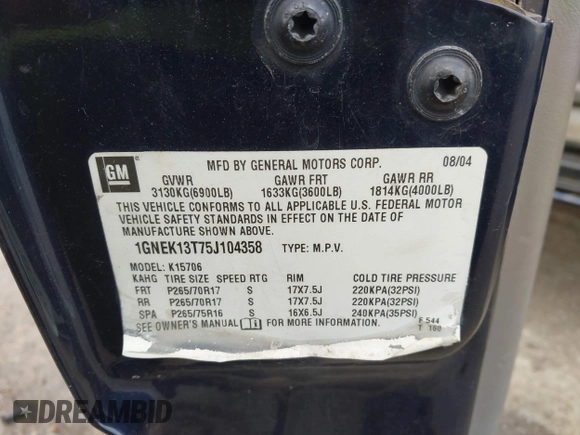 GM
MFD BY GENERAL MOTORS CORP. 08/04
GVWR GAWR FRT GAWR RR
3130KG(6900LB) 1633KG(3600LB) 1814KG(4000LB)
THIS VEHICLE CONFORMS TO ALL APPLICABLE U.S. FEDERAL MOTOR
VEHICLE SAFETY STANDARDS IN EFFECT ON THE DATE OF
MANUFACTURE SHOWN ABOVE.
1GNEK13T75J104358 TYPE: M.P.V.
MODEL: K15706
KAHG TIRE SIZE SPEED RTG RIM COLD TIRE PRESSURE
FRT P265/70R17 S 17X7.5J 220KPA(32PSI)
RR P265/70R17 S 17X7.5J 220KPA(32PSI)
SPA P265/75R16 S 16X6.5J 240KPA(35PSI)
SEE OWNER'S MANUAL FOR MORE INFORMATION.
F 544
T 160
DREAMBID